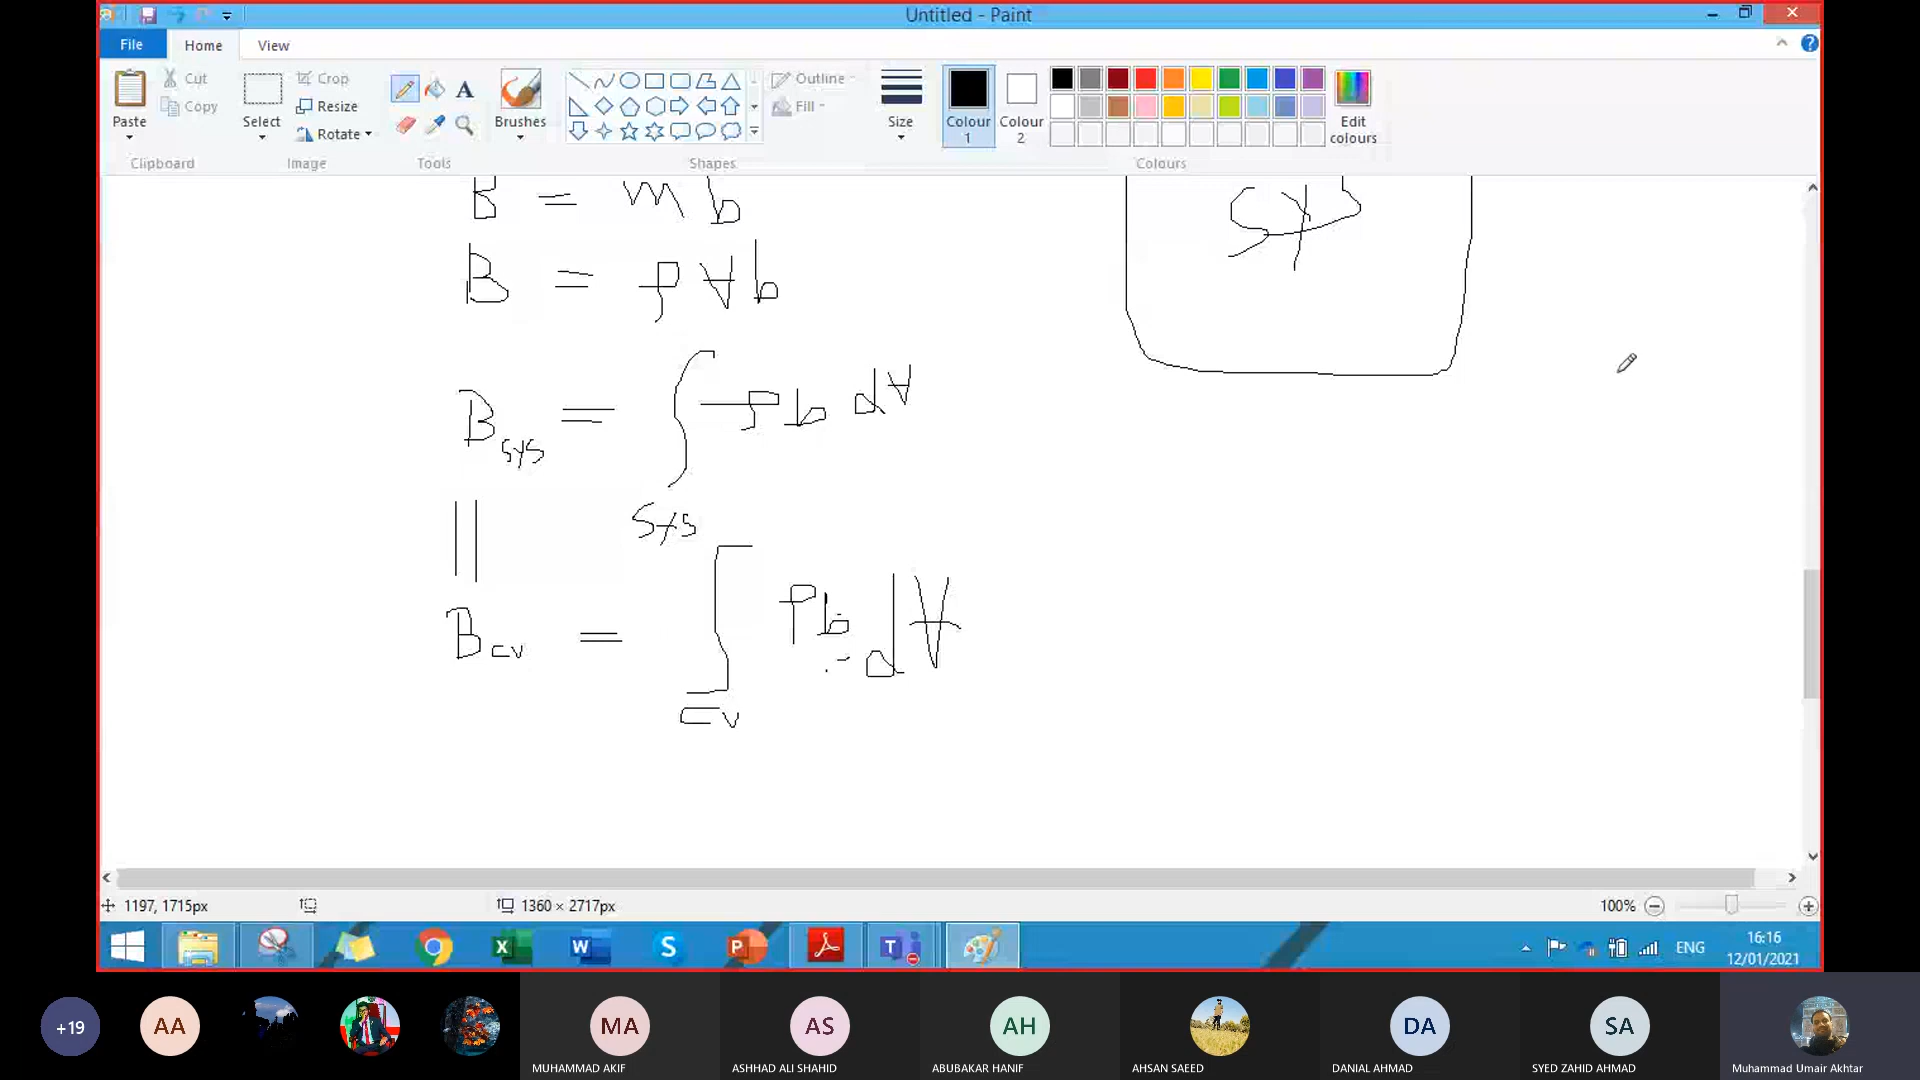 Untitled - Paint
File Home View
Cut
Copy
Paste
Clipboard
Crop
Resize
Rotate
Select
Image
A
Tools
Brushes
Outline
Fill
Shapes
Size
Colour 1
Colour 2
Edit colours
Colours
B = m b
sys
B = ρ ∀ b
B sys = ∫ ρ b d∀
sys
||
B cv = ∫ ρ b d∀
cv
1197, 1715px
1360 × 2717px
100%
ENG
16:16
12/01/2021
+19
AA
MA
AS
AH
DA
SA
MUHAMMAD AKIF
ASHHAD ALI SHAHID
ABUBAKAR HANIF
AHSAN SAEED
DANIAL AHMAD
SYED ZAHID AHMAD
Muhammad Umair Akhtar